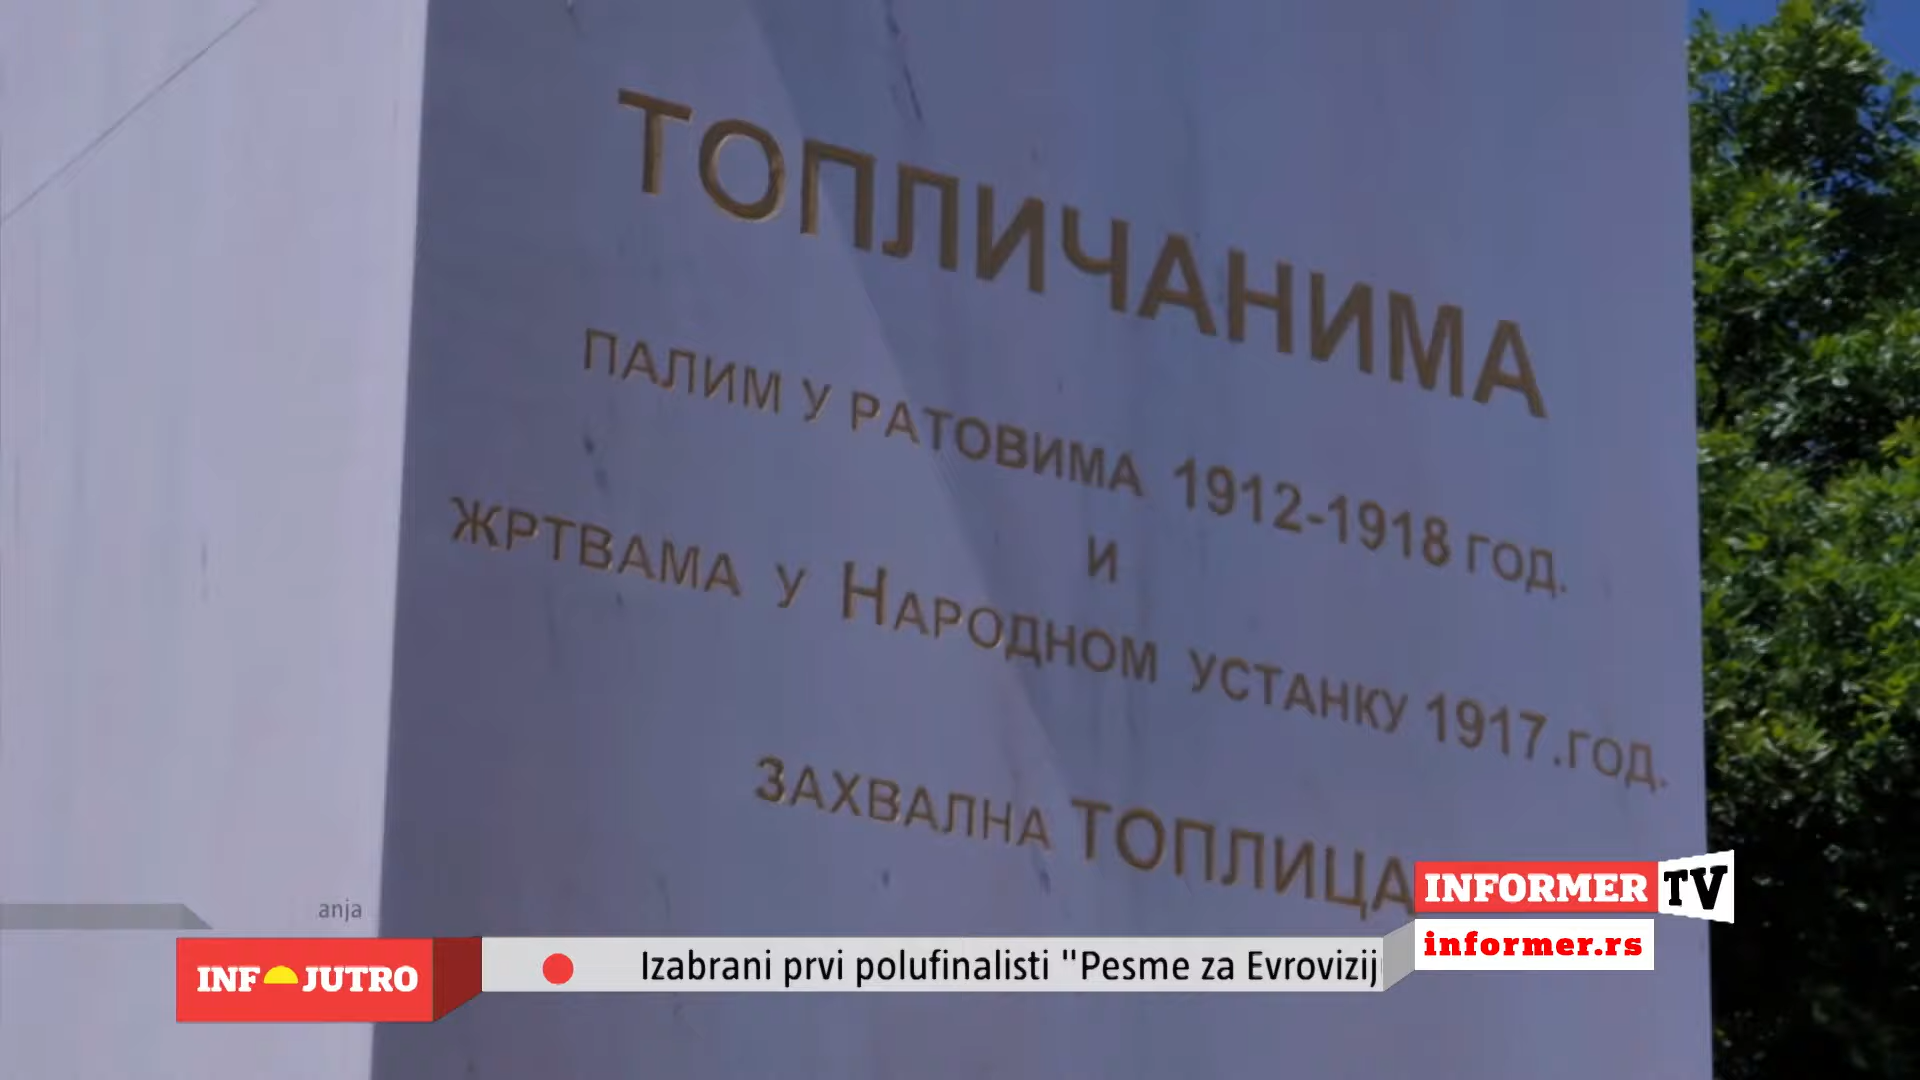 ТОПЛИЧАНИМА
ПАЛИМ У РАТОВИМА 1912-1918 ГОД.
И
ЖРТВАМА У НАРОДНОМ УСТАНКУ 1917.ГОД.
ЗАХВАЛНА ТОПЛИЦА
INFORMER TV
informer.rs
anja
INF JUTRO
Izabrani prvi polufinalisti "Pesme za Evrovizij